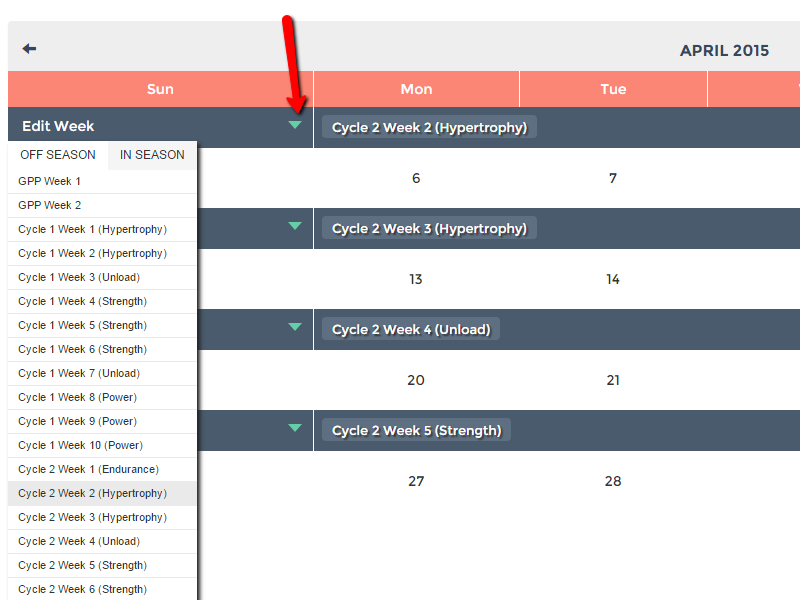 APRIL 2015
Sun Mon Tue
Edit Week
Cycle 2 Week 2 (Hypertrophy)
6 7
Cycle 2 Week 3 (Hypertrophy)
13 14
Cycle 2 Week 4 (Unload)
20 21
Cycle 2 Week 5 (Strength)
27 28
OFF SEASON IN SEASON
GPP Week 1
GPP Week 2
Cycle 1 Week 1 (Hypertrophy)
Cycle 1 Week 2 (Hypertrophy)
Cycle 1 Week 3 (Unload)
Cycle 1 Week 4 (Strength)
Cycle 1 Week 5 (Strength)
Cycle 1 Week 6 (Strength)
Cycle 1 Week 7 (Unload)
Cycle 1 Week 8 (Power)
Cycle 1 Week 9 (Power)
Cycle 1 Week 10 (Power)
Cycle 2 Week 1 (Endurance)
Cycle 2 Week 2 (Hypertrophy)
Cycle 2 Week 3 (Hypertrophy)
Cycle 2 Week 4 (Unload)
Cycle 2 Week 5 (Strength)
Cycle 2 Week 6 (Strength)